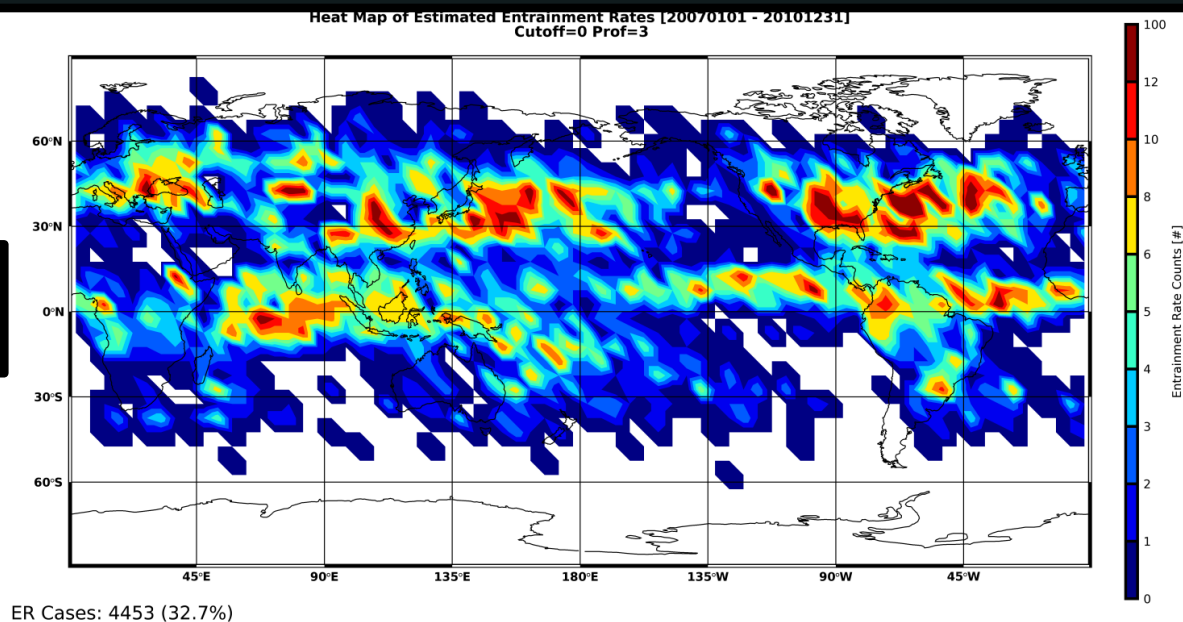 Heat Map of Estimated Entrainment Rates [20070101 - 20101231]
Cutoff=0 Prof=3
60°N
30°N
0°N
30°S
60°S
45°E
90°E
135°E
180°E
135°W
90°W
45°W
100
12
10
8
6
5
4
3
2
1
0
Entrainment Rate Counts [#]
ER Cases: 4453 (32.7%)